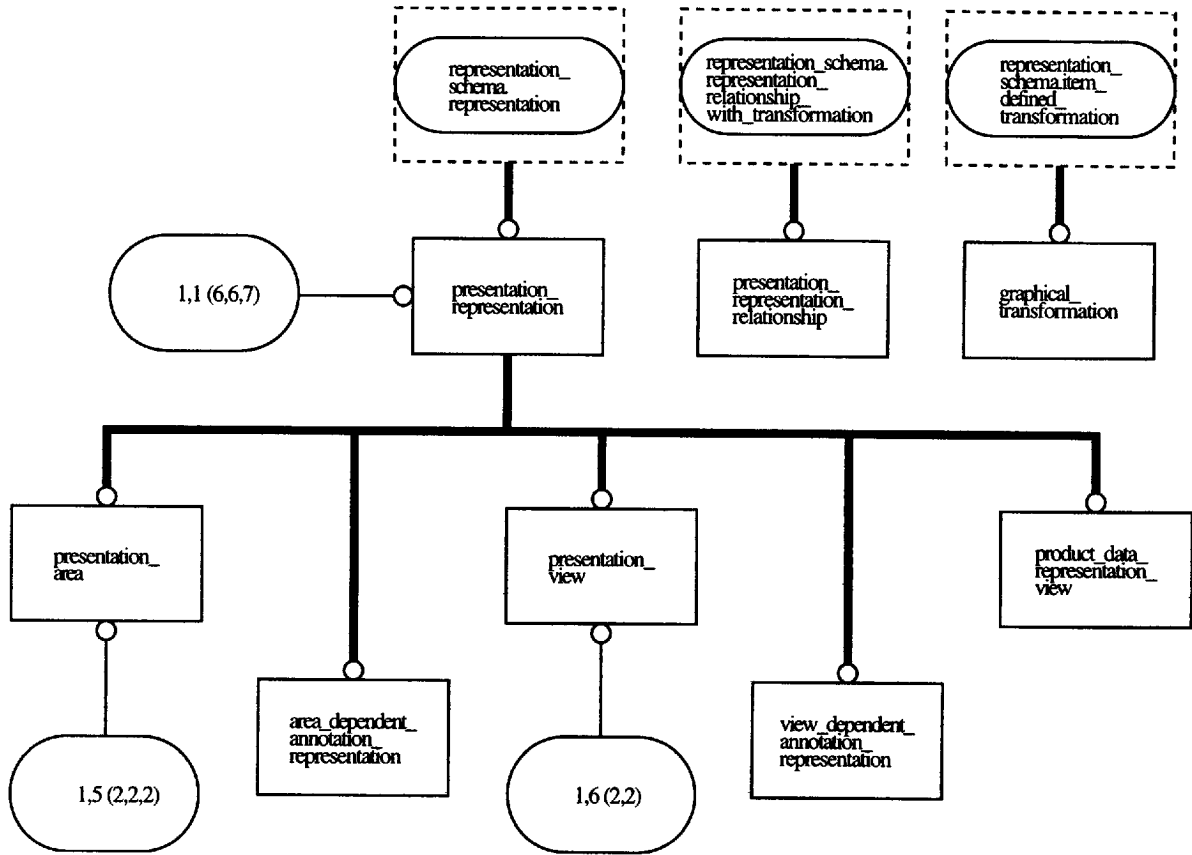 representation_
schema.
representation
representation_schema.
representation_
relationship_
with_transformation
representation_
schema.item_
defined_
transformation
1,1 (6,6,7)
presentation_
representation
presentation_
representation_
relationship
graphical_
transformation
presentation_
area
presentation_
view
product_data_
representation_
view
area_dependent_
annotation_
representation
view_dependent_
annotation_
representation
1,5 (2,2,2)
1,6 (2,2)